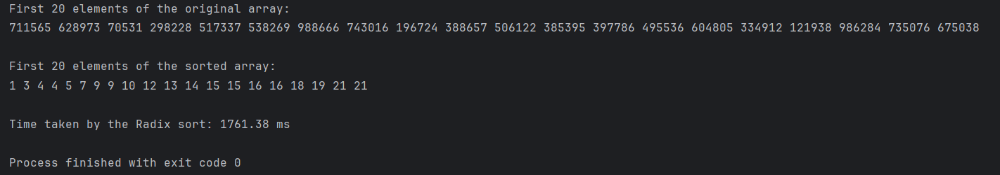 First 20 elements of the original array:
711565 628973 70531 298228 517337 538269 988666 743016 196724 388657 506122 385395 397786 495536 604805 334912 121938 986284 735076 675038
First 20 elements of the sorted array:
1 3 4 4 5 7 9 9 10 12 13 14 15 15 16 16 18 19 21 21
Time taken by the Radix sort: 1761.38 ms
Process finished with exit code 0